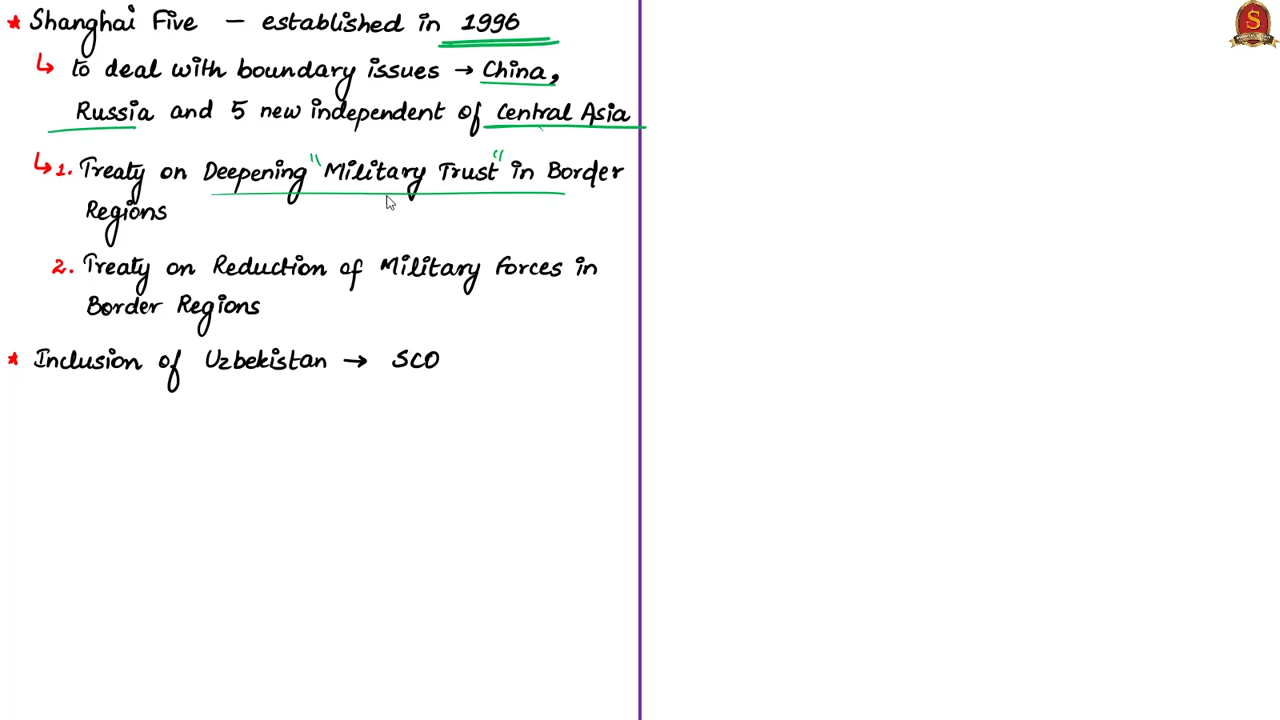 * Shanghai Five – established in 1996
↳ to deal with boundary issues → China,
Russia and 5 new independent of Central Asia
↳ 1. Treaty on Deepening "Military Trust" in Border
Regions
2. Treaty on Reduction of Military Forces in
Border Regions
* Inclusion of Uzbekistan → SCO
S